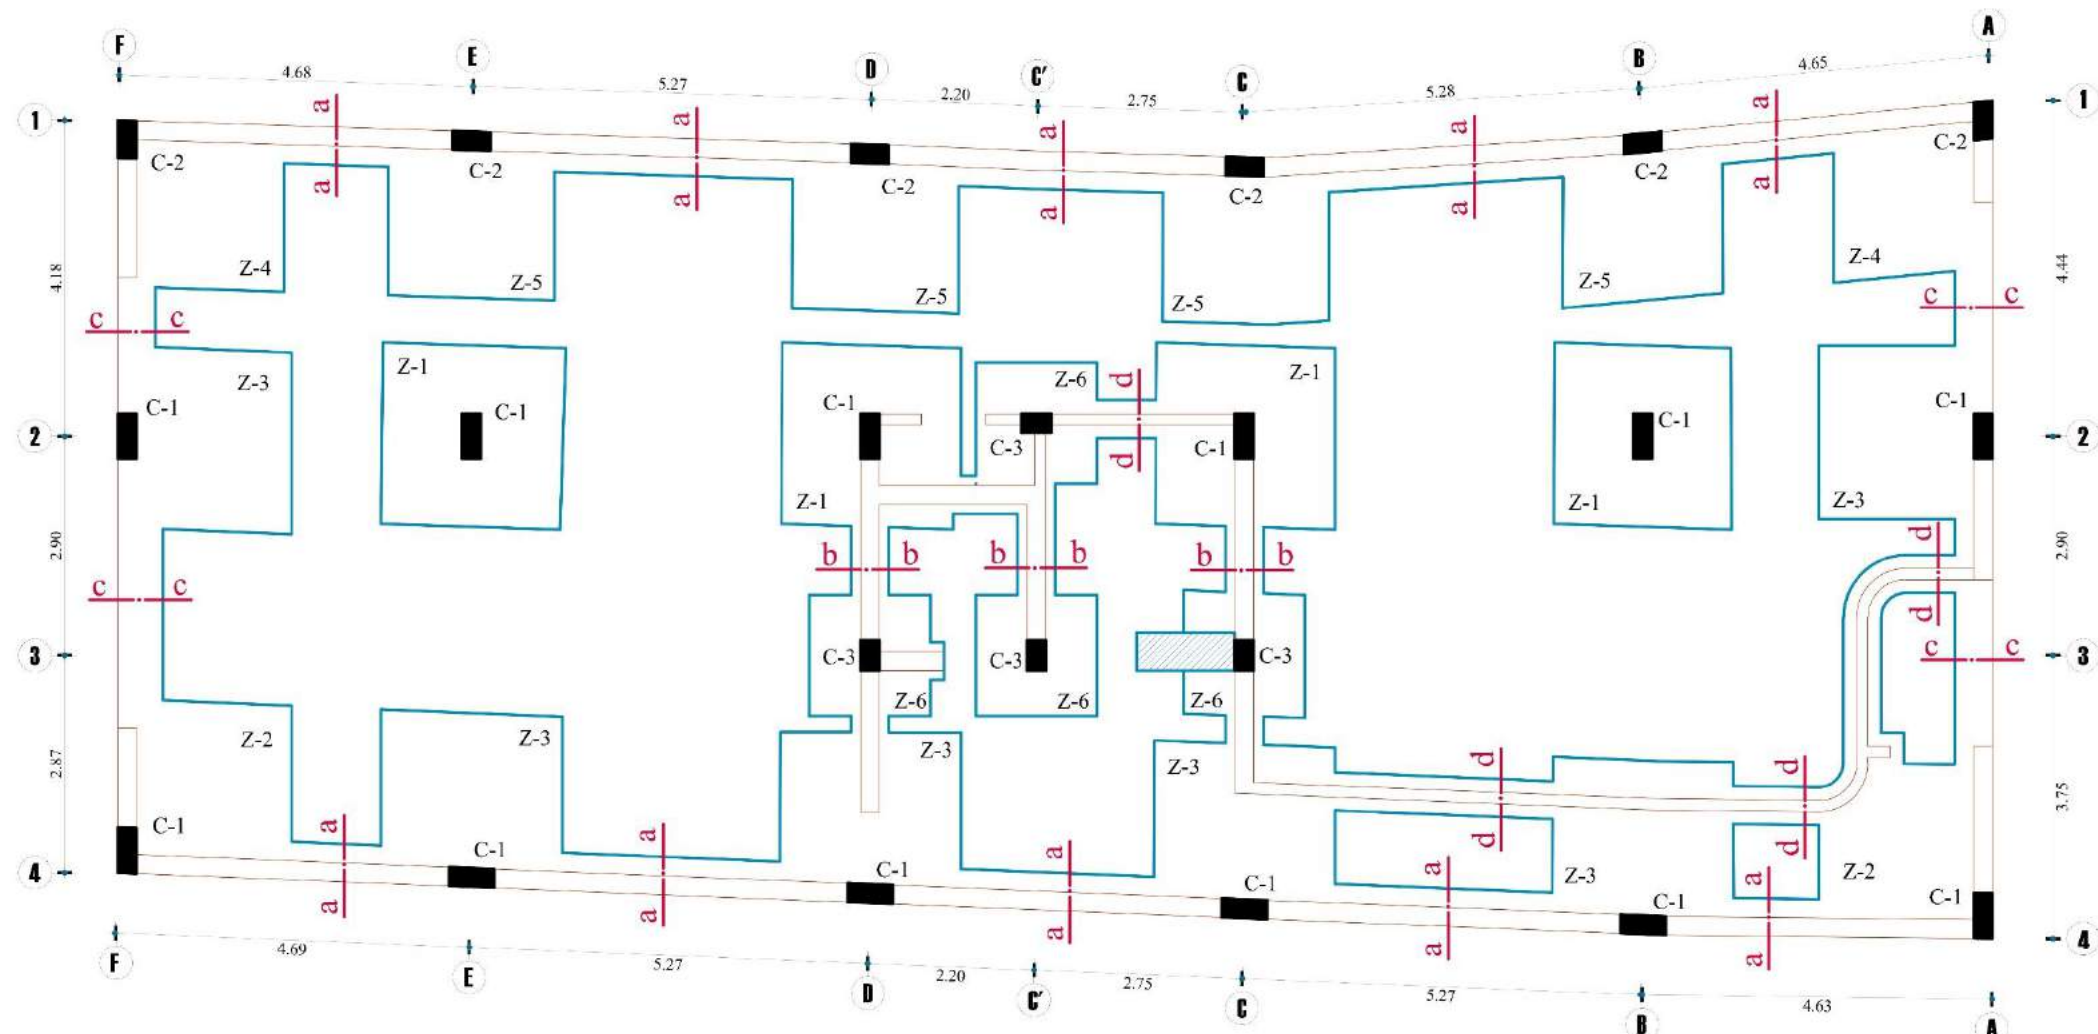 F E D C' C B A
4.68 5.27 2.20 2.75 5.28 4.65
1 a a a a a 1
C-2 C-2 C-2 C-2 C-2 C-2
a a a a a
4.18 Z-4 Z-5 Z-5 Z-5 Z-5 Z-4 4.44
c c c c
Z-3 Z-1 Z-6 d Z-1
2 C-1 C-1 C-1 C-3 C-1 C-1 C-1 2
d
Z-1 Z-1 Z-3
2.90 b b b b b b d 2.90
c c d
3 C-3 C-3 C-3 c c 3
Z-6 Z-6 Z-6
Z-2 Z-3 Z-3 Z-3
2.87 d d 3.75
C-1 a a a d d
4 C-1 C-1 C-1 a Z-3 a Z-2 C-1 C-1
a a a a a 4
4.69 5.27 2.20 2.75 5.27 4.63
F E D C' C B A